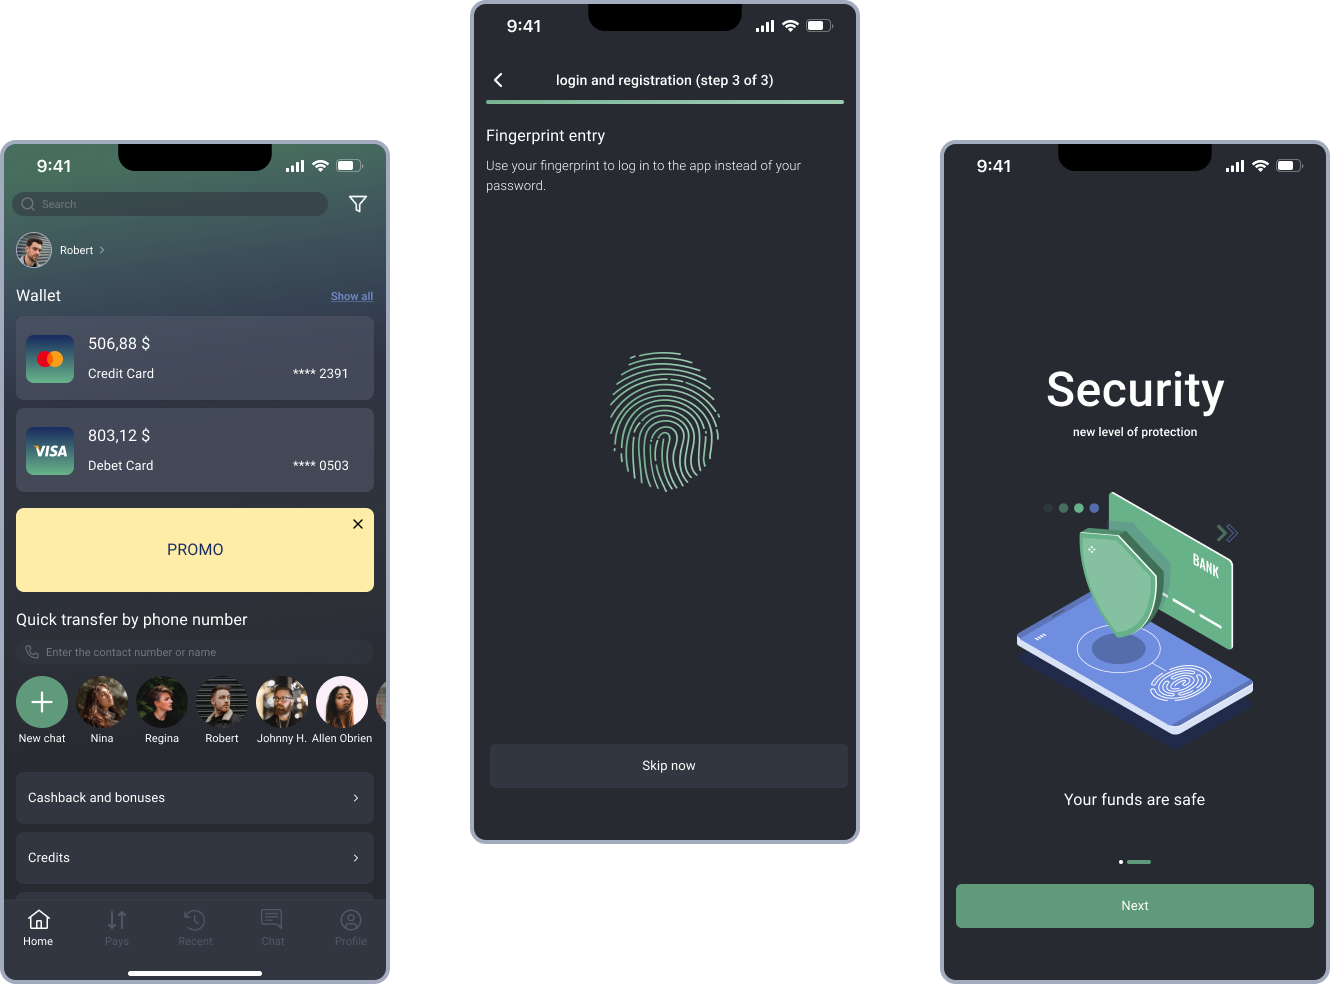 9:41
Search
Robert
Wallet
Show all
506,88 $
Credit Card
**** 2391
VISA
803,12 $
Debet Card
**** 0503
PROMO
Quick transfer by phone number
Enter the contact number or name
New chat
Nina
Regina
Robert
Johnny H.
Allen Obrien
Cashback and bonuses
Credits
Home
Pays
Recent
Chat
Profile
9:41
login and registration (step 3 of 3)
Fingerprint entry
Use your fingerprint to log in to the app instead of your
password.
Skip now
9:41
Security
new level of protection
BANK
Your funds are safe
Next